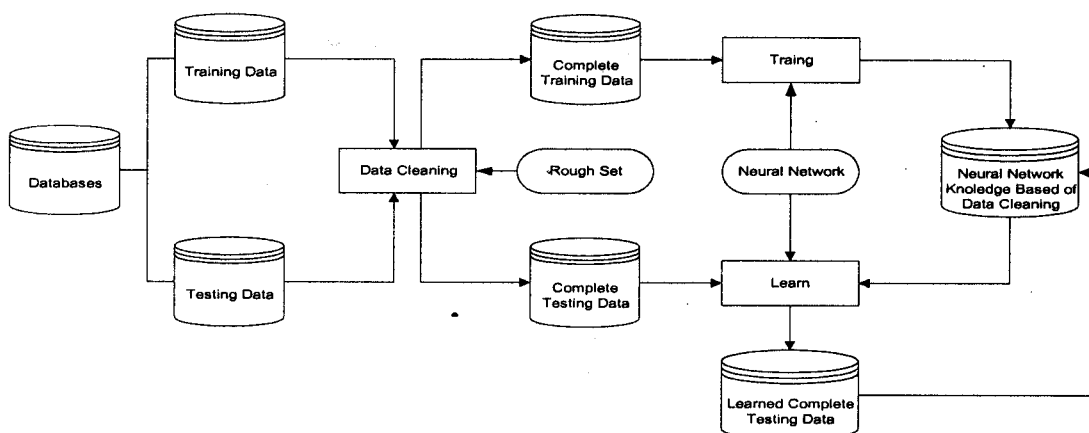 Training Data
Complete
Training Data
Traing
Databases
Data Cleaning
Rough Set
Neural Network
Neural Network
Knoledge Based of
Data Cleaning
Testing Data
Complete
Testing Data
Learn
Learned Complete
Testing Data